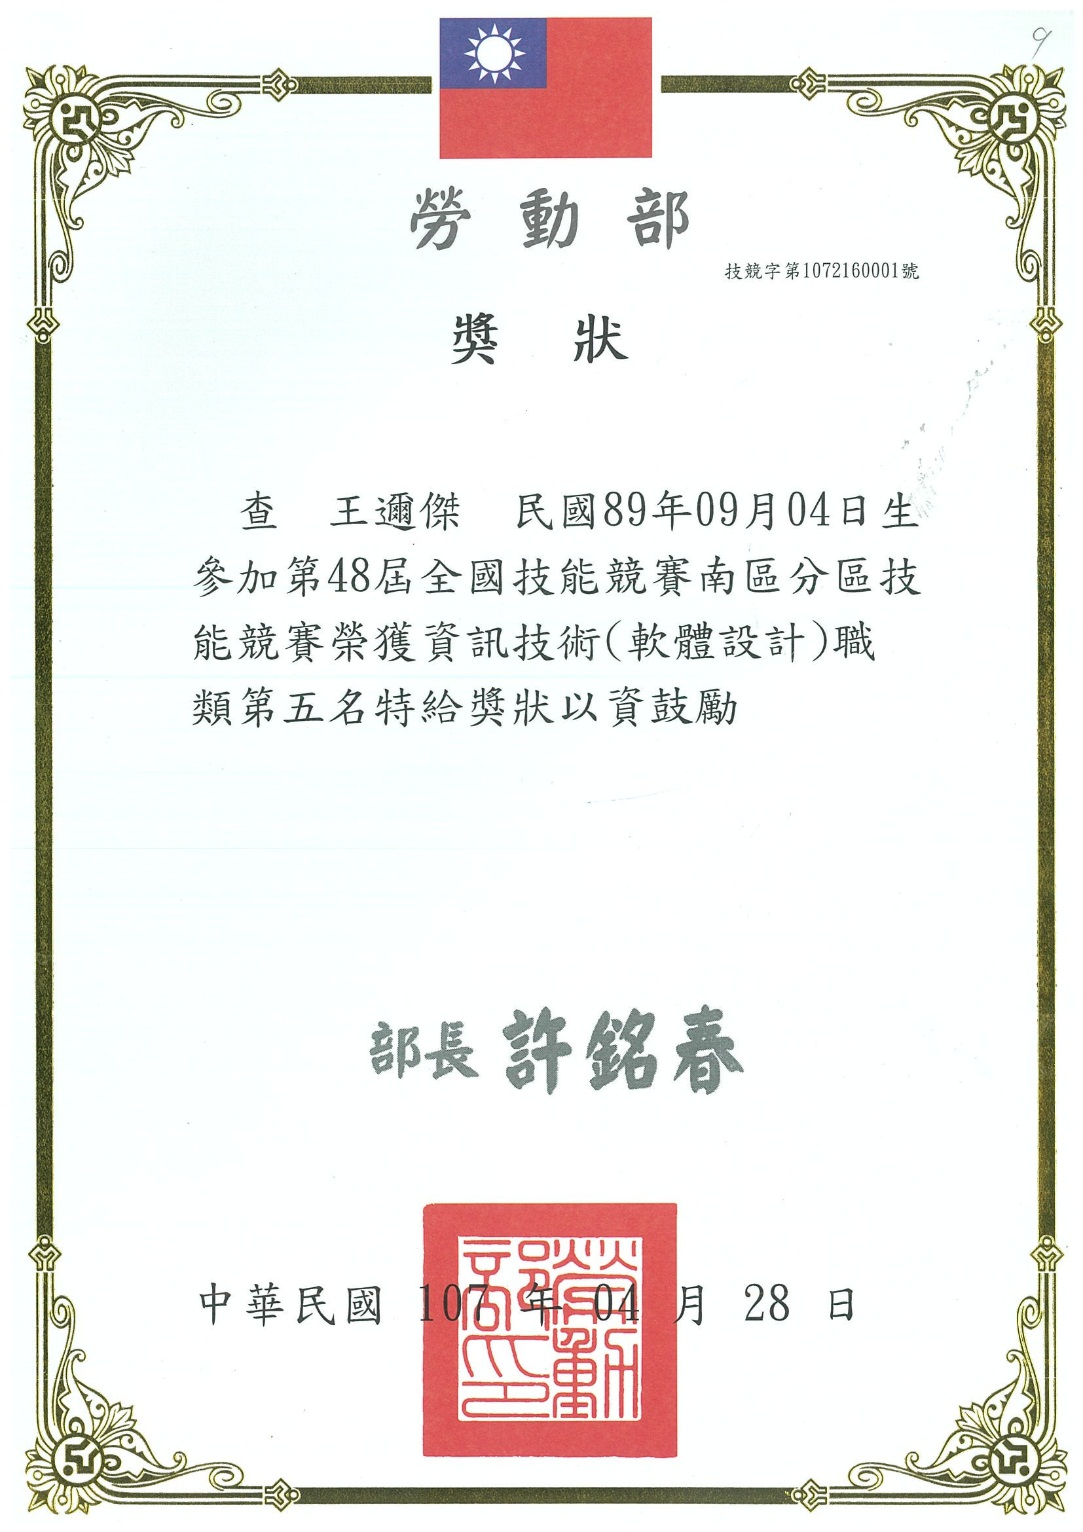 9
勞動部
技競字第1072160001號
獎狀
查 王邇傑 民國89年09月04日生
參加第48屆全國技能競賽南區分區技
能競賽榮獲資訊技術(軟體設計)職
類第五名特給獎狀以資鼓勵
部長 許銘春
中華民國 107 年 04 月 28 日
勞動部印